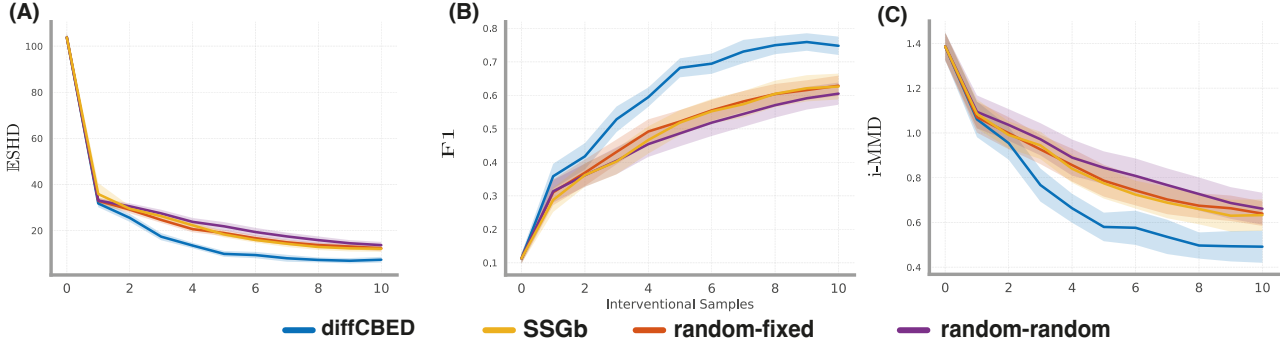 (A)
𝔼SHD
100
80
60
40
20
0 2 4 6 8 10
(B)
F1
0.8
0.7
0.6
0.5
0.4
0.3
0.2
0.1
0 2 4 6 8 10
Interventional Samples
(C)
i-MMD
1.4
1.2
1.0
0.8
0.6
0.4
0 2 4 6 8 10
diffCBED SSGb random-fixed random-random